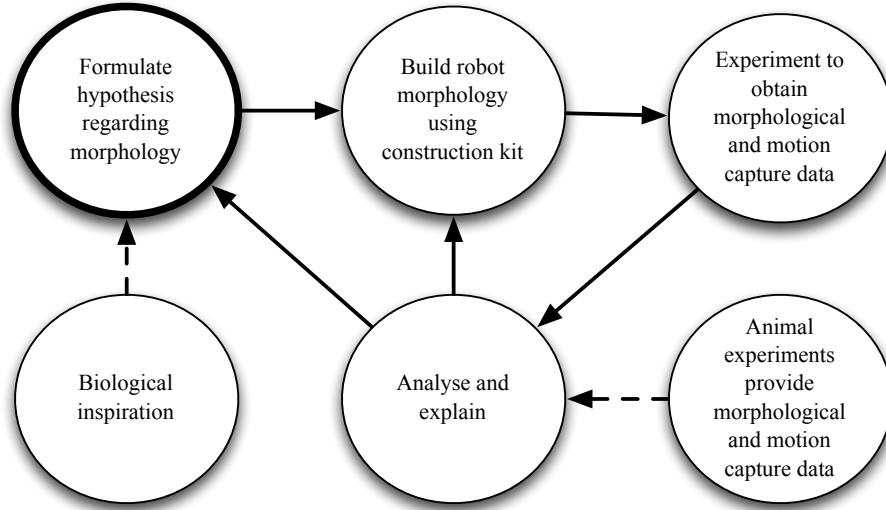 Formulate
hypothesis
regarding
morphology
Build robot
morphology
using
construction kit
Experiment to
obtain
morphological
and motion
capture data
Biological
inspiration
Analyse and
explain
Animal
experiments
provide
morphological
and motion
capture data